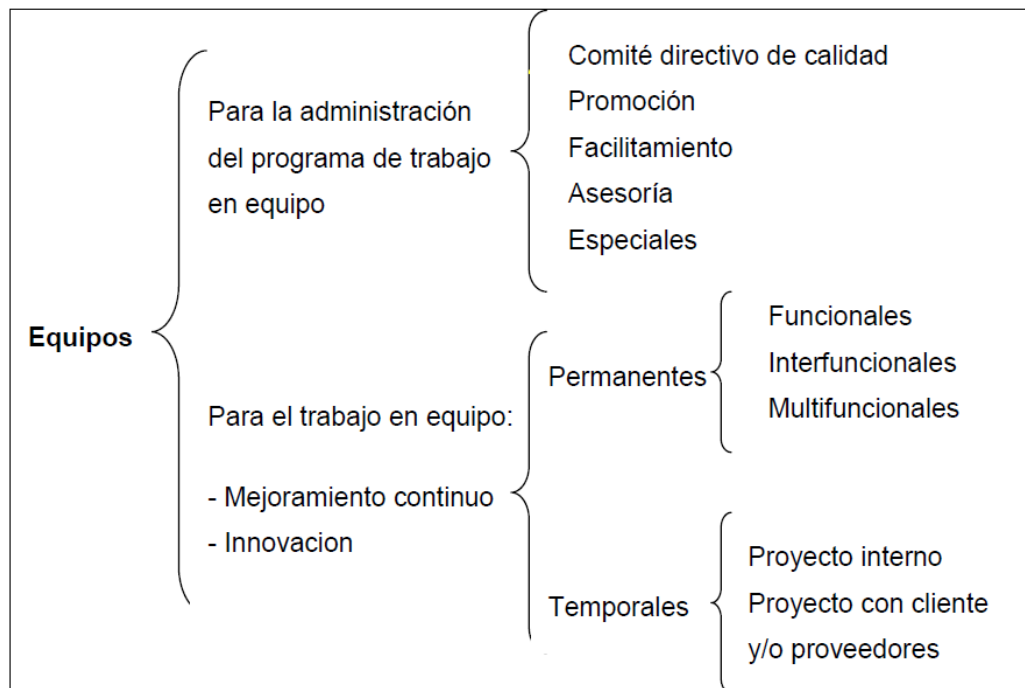 Equipos
Para la administración
del programa de trabajo
en equipo
Comité directivo de calidad
Promoción
Facilitamiento
Asesoría
Especiales
Para el trabajo en equipo:
- Mejoramiento continuo
- Innovacion
Permanentes
Funcionales
Interfuncionales
Multifuncionales
Temporales
Proyecto interno
Proyecto con cliente
y/o proveedores